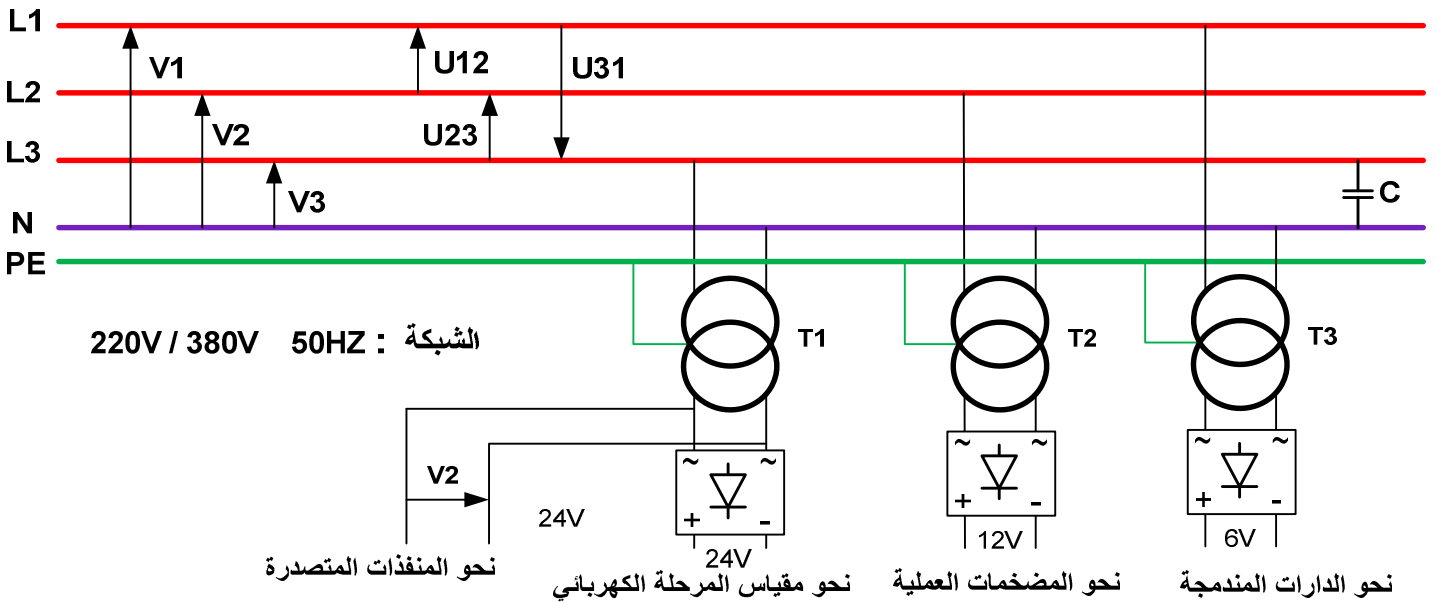 L1
V1
U12
U31
L2
V2
U23
L3
V3
C
N
PE
الشبكة : 220V / 380V 50HZ
T1
T2
T3
~ ~
~ ~
~ ~
V2
24V
+ -
+ -
+ -
24V
12V
6V
نحو المنفذات المتصدرة
نحو مقياس المرحلة الكهربائي
نحو المضخمات العملية
نحو الدارات المندمجة